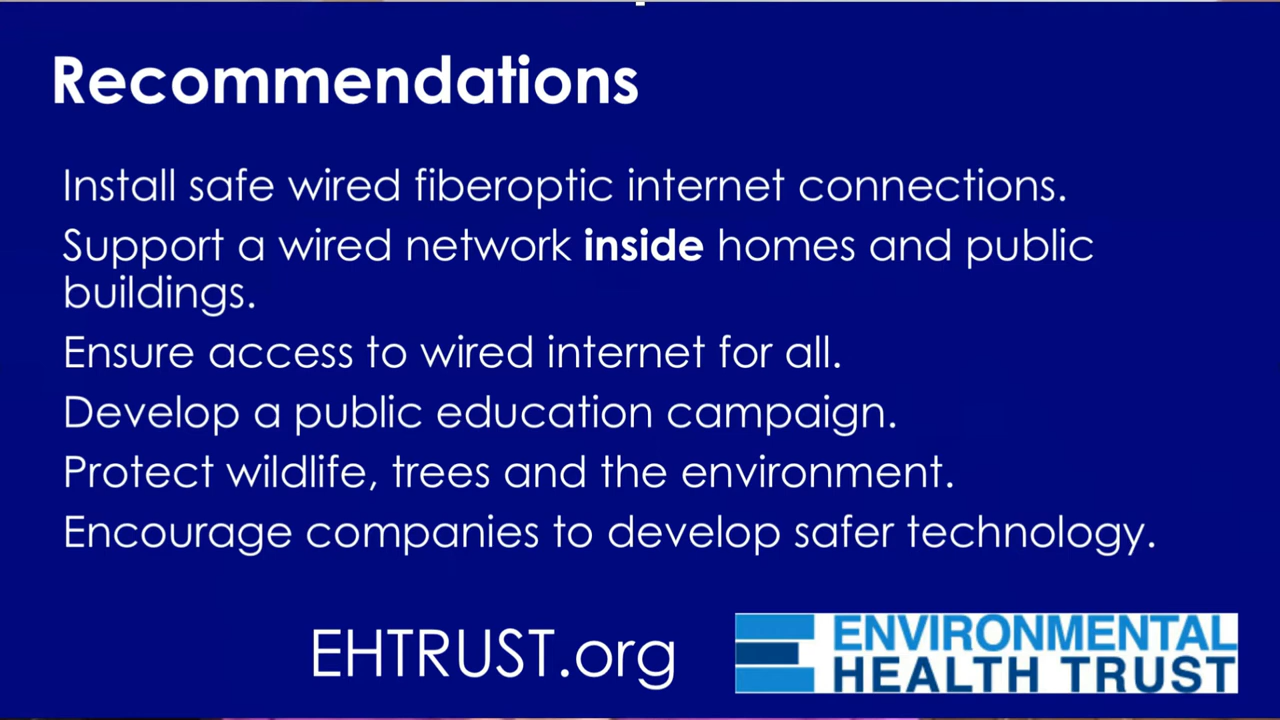 Recommendations
Install safe wired fiberoptic internet connections.
Support a wired network inside homes and public
buildings.
Ensure access to wired internet for all.
Develop a public education campaign.
Protect wildlife, trees and the environment.
Encourage companies to develop safer technology.
EHTRUST.org
ENVIRONMENTAL
HEALTH TRUST